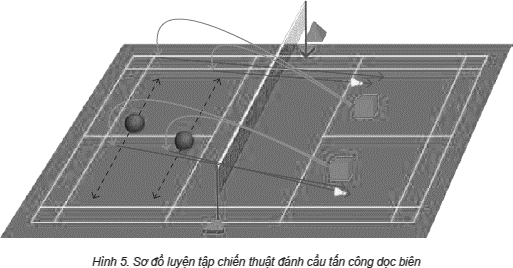 Hình 5. Sơ đồ luyện tập chiến thuật đánh cầu tấn công dọc biên